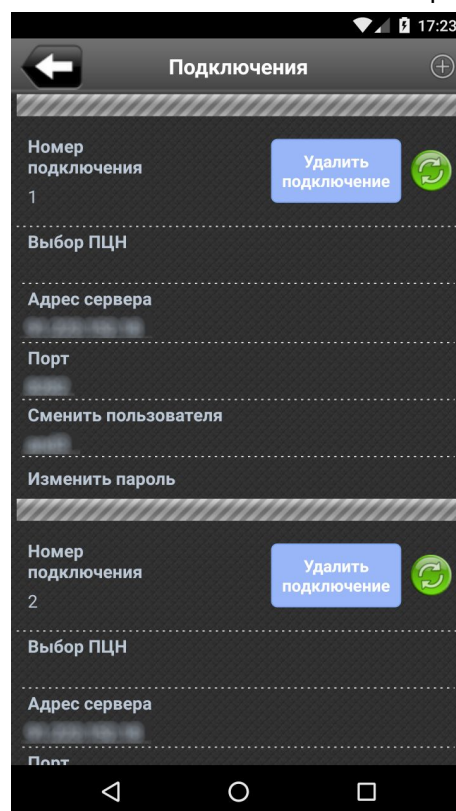 17:23
Подключения
Номер
подключения
Удалить
подключение
1
Выбор ПЦН
Адрес сервера
Порт
Сменить пользователя
Изменить пароль
Номер
подключения
Удалить
подключение
2
Выбор ПЦН
Адрес сервера
Порт